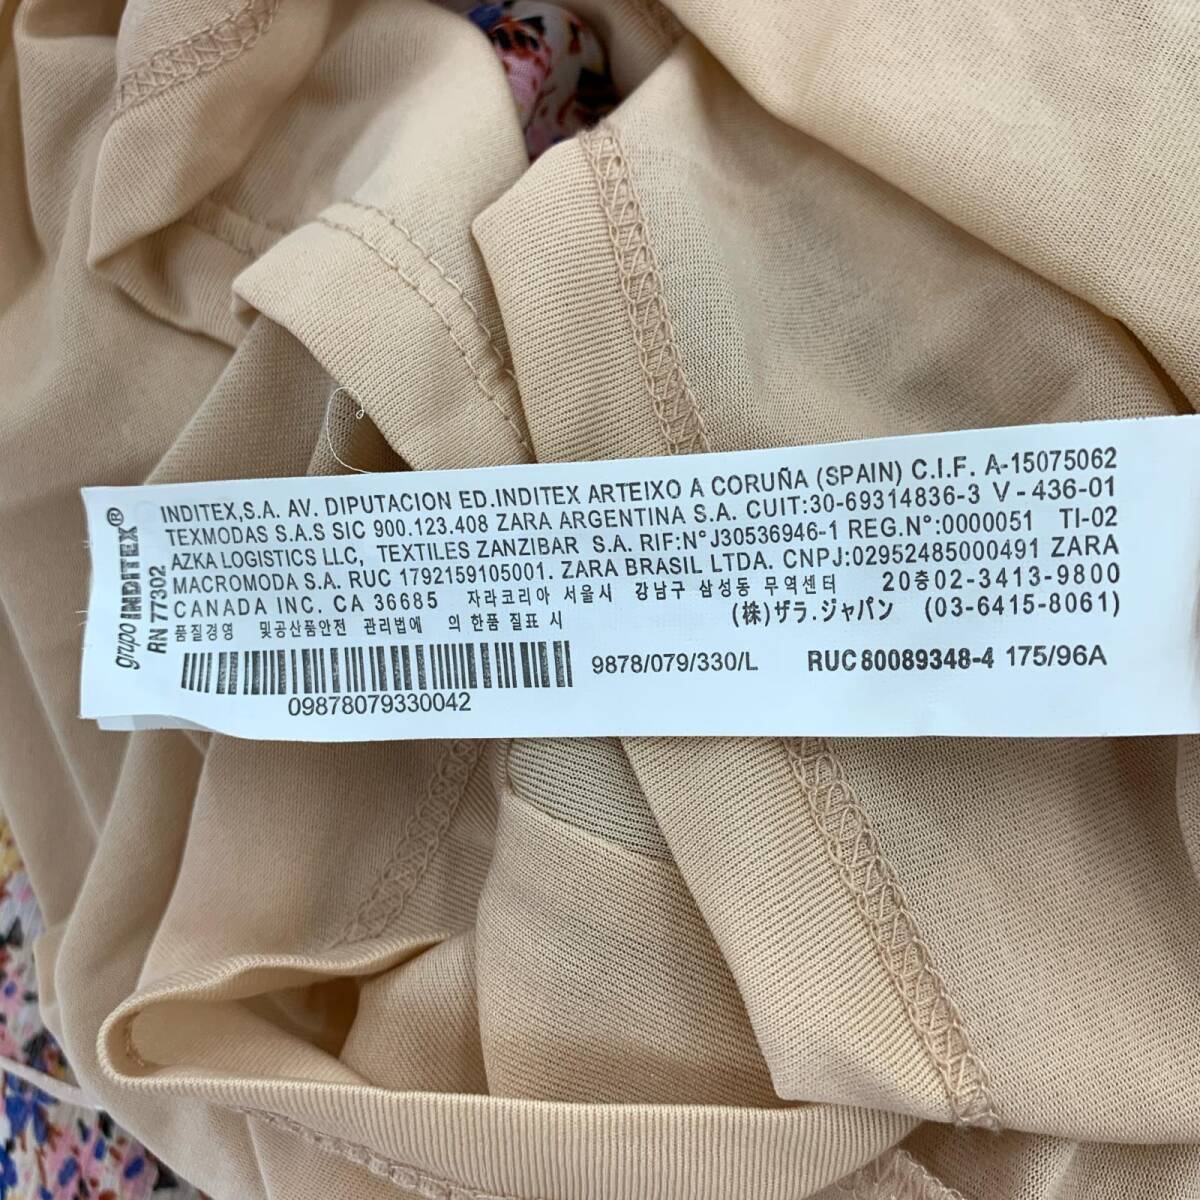 grupo INDITEX®
RN 77302
INDITEX,S.A. AV. DIPUTACION ED.INDITEX ARTEIXO A CORUÑA (SPAIN) C.I.F. A-15075062
TEXMODAS S.A.S SIC 900.123.408 ZARA ARGENTINA S.A. CUIT:30-69314836-3 V-436-01
AZKA LOGISTICS LLC, TEXTILES ZANZIBAR S.A. RIF:N°J30536946-1 REG.N°:0000051 TI-02
MACROMODA S.A. RUC 1792159105001. ZARA BRASIL LTDA. CNPJ:02952485000491 ZARA
CANADA INC. CA 36685 자라코리아 서울시 강남구 삼성동 무역센터 20층02-3413-9800
품질경영 및공산품안전 관리법에 의 한품 질표 시 (株)ザラ.ジャパン (03-6415-8061)
9878/079/330/L RUC80089348-4 175/96A
09878079330042